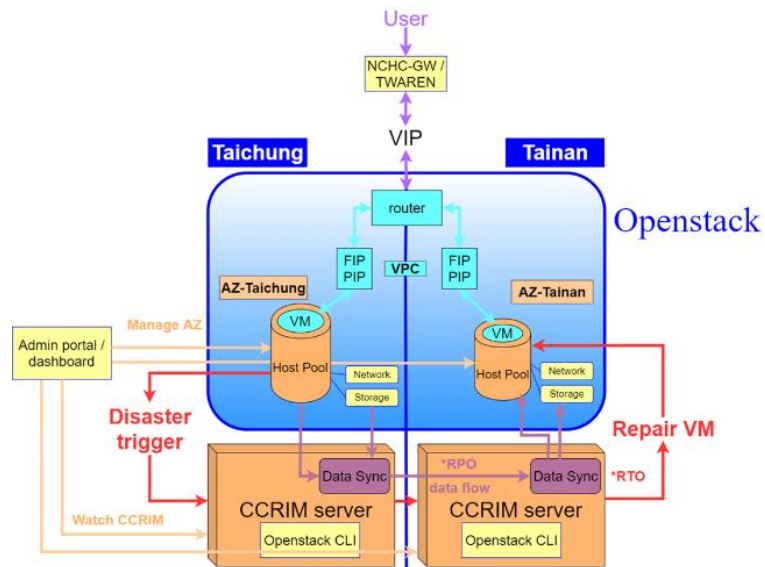 User
NCHC-GW /
TWAREN
VIP
Taichung
Tainan
router
Openstack
FIP
PIP
VPC
FIP
PIP
AZ-Taichung
AZ-Tainan
VM
VM
Manage AZ
Admin portal /
dashboard
Host Pool
Network
Storage
Host Pool
Network
Storage
Disaster
trigger
Repair VM
Data Sync
*RPO
data flow
Data Sync
*RTO
CCRIM server
CCRIM server
Watch CCRIM
Openstack CLI
Openstack CLI